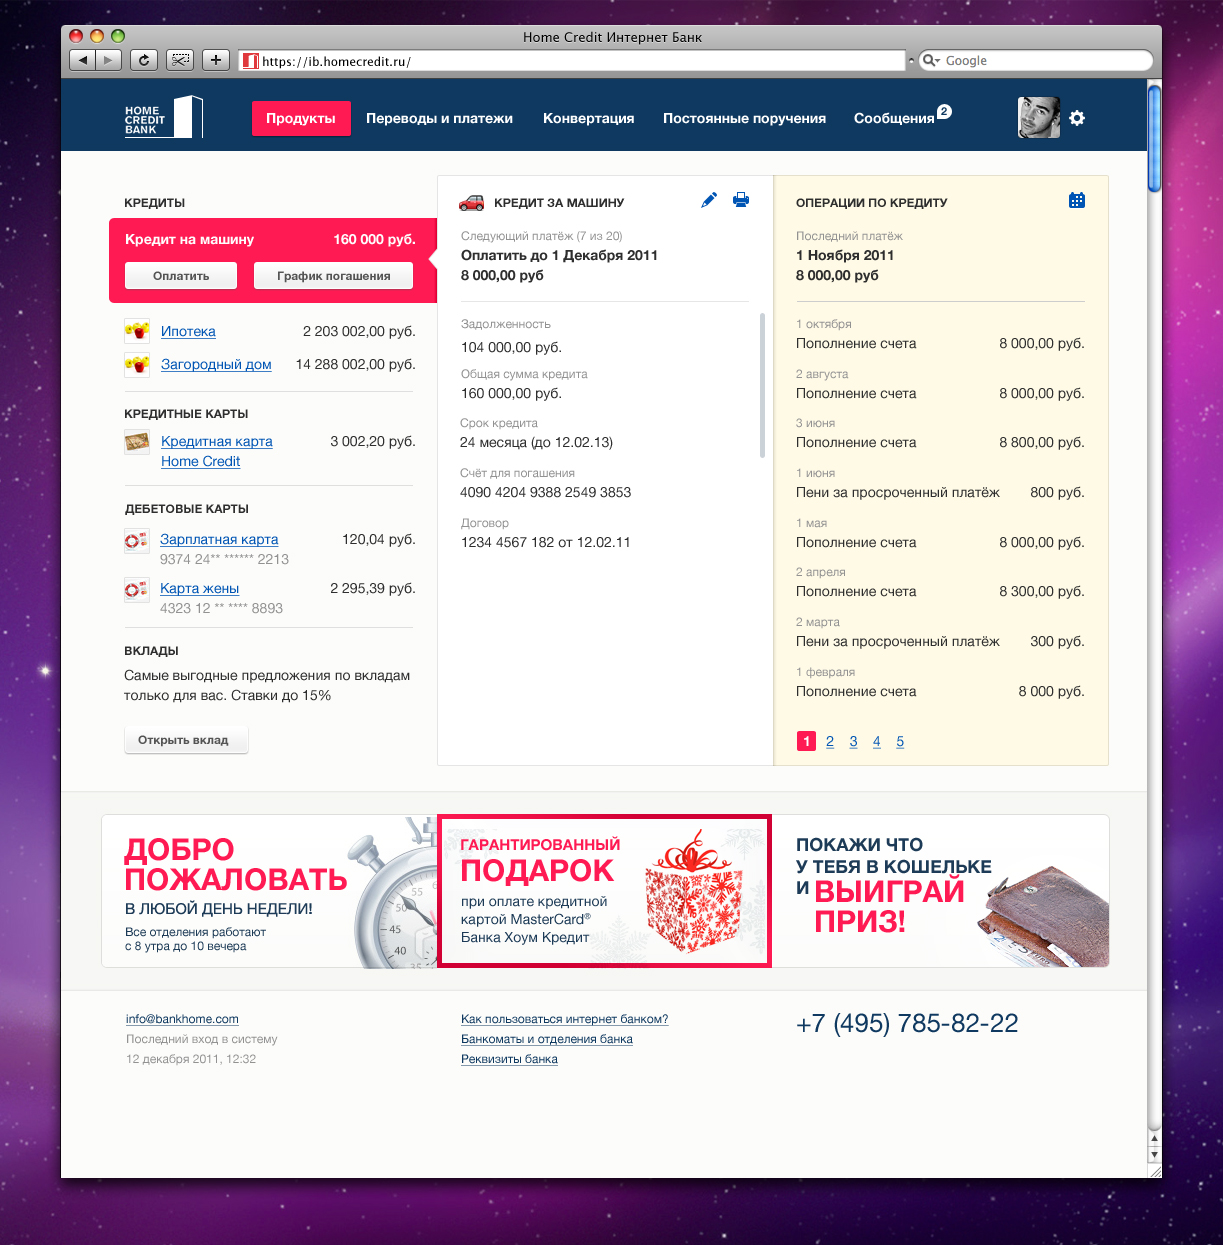 Home Credit Интернет Банк
https://ib.homecredit.ru/
Google
HOME
CREDIT
BANK
Продукты
Переводы и платежи
Конвертация
Постоянные поручения
Сообщения 2
КРЕДИТЫ
Кредит на машину 160 000 руб.
Оплатить
График погашения
Ипотека 2 203 002,00 руб.
Загородный дом 14 288 002,00 руб.
КРЕДИТНЫЕ КАРТЫ
Кредитная карта 3 002,20 руб.
Home Credit
ДЕБЕТОВЫЕ КАРТЫ
Зарплатная карта 120,04 руб.
9374 24** ****** 2213
Карта жены 2 295,39 руб.
4323 12 ** **** 8893
ВКЛАДЫ
Самые выгодные предложения по вкладам
только для вас. Ставки до 15%
Открыть вклад
КРЕДИТ ЗА МАШИНУ
Следующий платёж (7 из 20)
Оплатить до 1 Декабря 2011
8 000,00 руб
Задолженность
104 000,00 руб.
Общая сумма кредита
160 000,00 руб.
Срок кредита
24 месяца (до 12.02.13)
Счёт для погашения
4090 4204 9388 2549 3853
Договор
1234 4567 182 от 12.02.11
ОПЕРАЦИИ ПО КРЕДИТУ
Последний платёж
1 Ноября 2011
8 000,00 руб
1 октября
Пополнение счета 8 000,00 руб.
2 августа
Пополнение счета 8 000,00 руб.
3 июня
Пополнение счета 8 800,00 руб.
1 июня
Пени за просроченный платёж 800 руб.
1 мая
Пополнение счета 8 000,00 руб.
2 апреля
Пополнение счета 8 300,00 руб.
2 марта
Пени за просроченный платёж 300 руб.
1 февраля
Пополнение счета 8 000 руб.
1 2 3 4 5
ДОБРО
ПОЖАЛОВАТЬ
В ЛЮБОЙ ДЕНЬ НЕДЕЛИ!
Все отделения работают
с 8 утра до 10 вечера
55
50
45
40
35
ГАРАНТИРОВАННЫЙ
ПОДАРОК
при оплате кредитной
картой MasterCard®
Банка Хоум Кредит
ПОКАЖИ ЧТО
У ТЕБЯ В КОШЕЛЬКЕ
И ВЫИГРАЙ
ПРИЗ!
info@bankhome.com
Последний вход в систему
12 декабря 2011, 12:32
Как пользоваться интернет банком?
Банкоматы и отделения банка
Реквизиты банка
+7 (495) 785-82-22